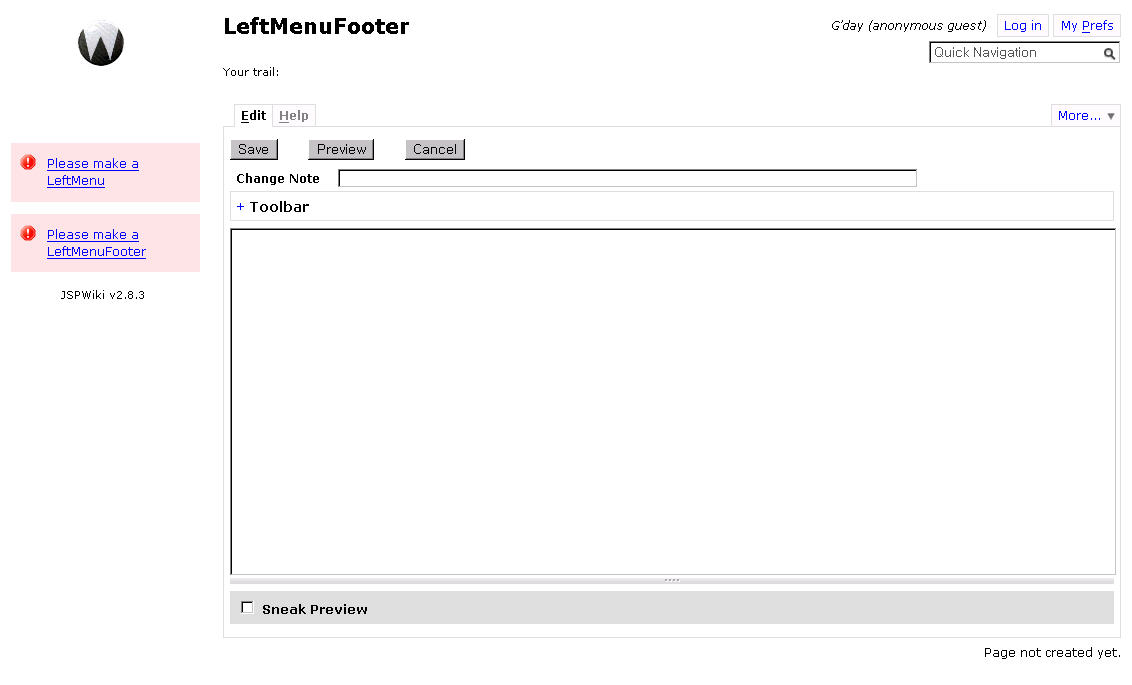 LeftMenuFooter
G'day (anonymous guest) Log in My Prefs
Quick Navigation
Your trail:
Edit Help More...
Save Preview Cancel
Change Note
+ Toolbar
Please make a
LeftMenu
Please make a
LeftMenuFooter
JSPWiki v2.8.3
Sneak Preview
Page not created yet.